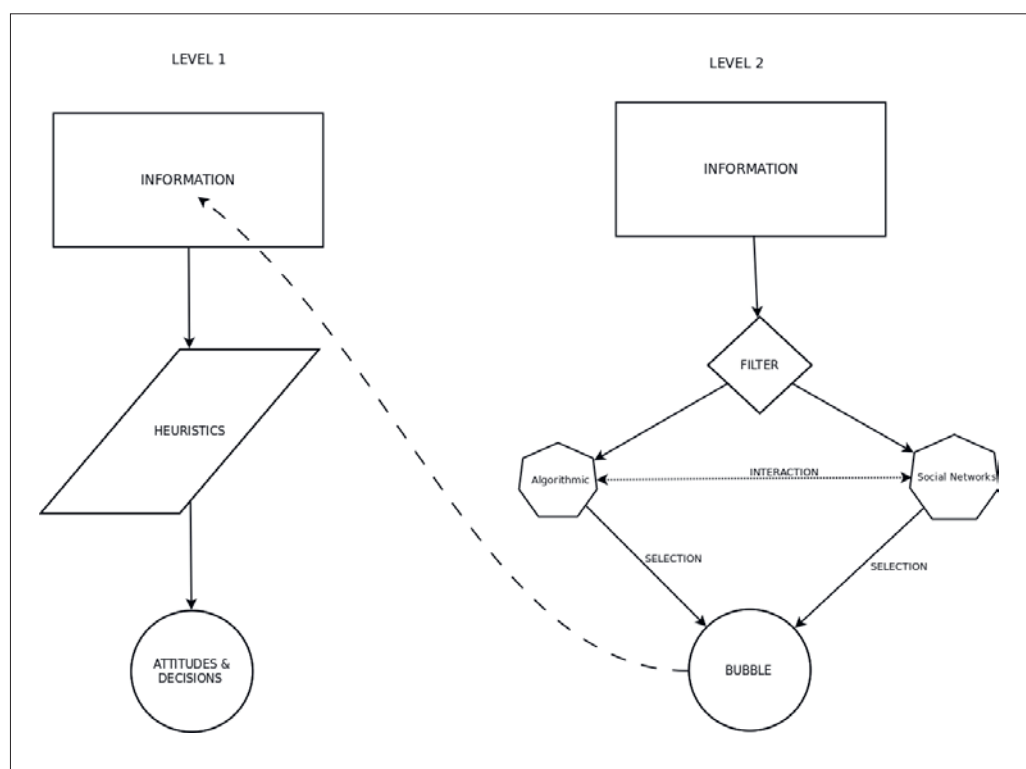 LEVEL 1
INFORMATION
HEURISTICS
ATTITUDES &
DECISIONS
LEVEL 2
INFORMATION
FILTER
Algorithmic
INTERACTION
Social Networks
SELECTION
SELECTION
BUBBLE